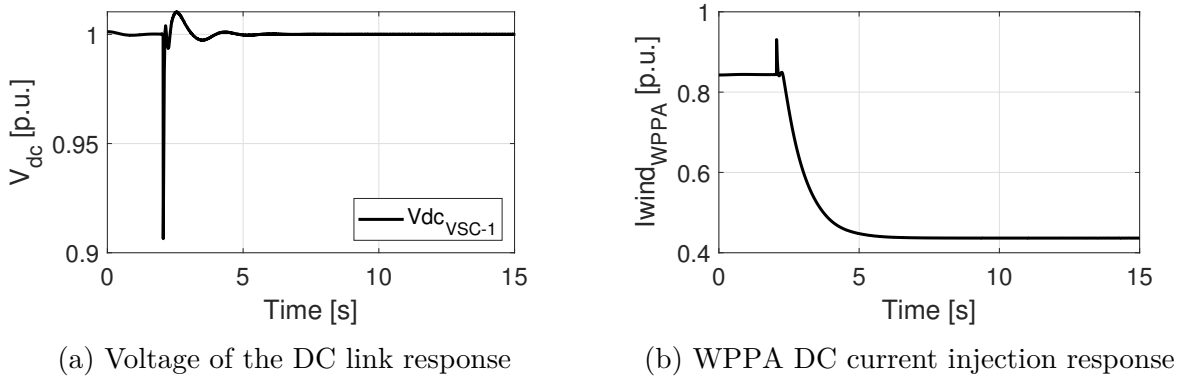 1
0.95
0.9
V_dc [p.u.]
Vdc_VSC-1
0 5 10 15
Time [s]
(a) Voltage of the DC link response
1
0.8
0.6
0.4
Iwind_WPPA [p.u.]
0 5 10 15
Time [s]
(b) WPPA DC current injection response